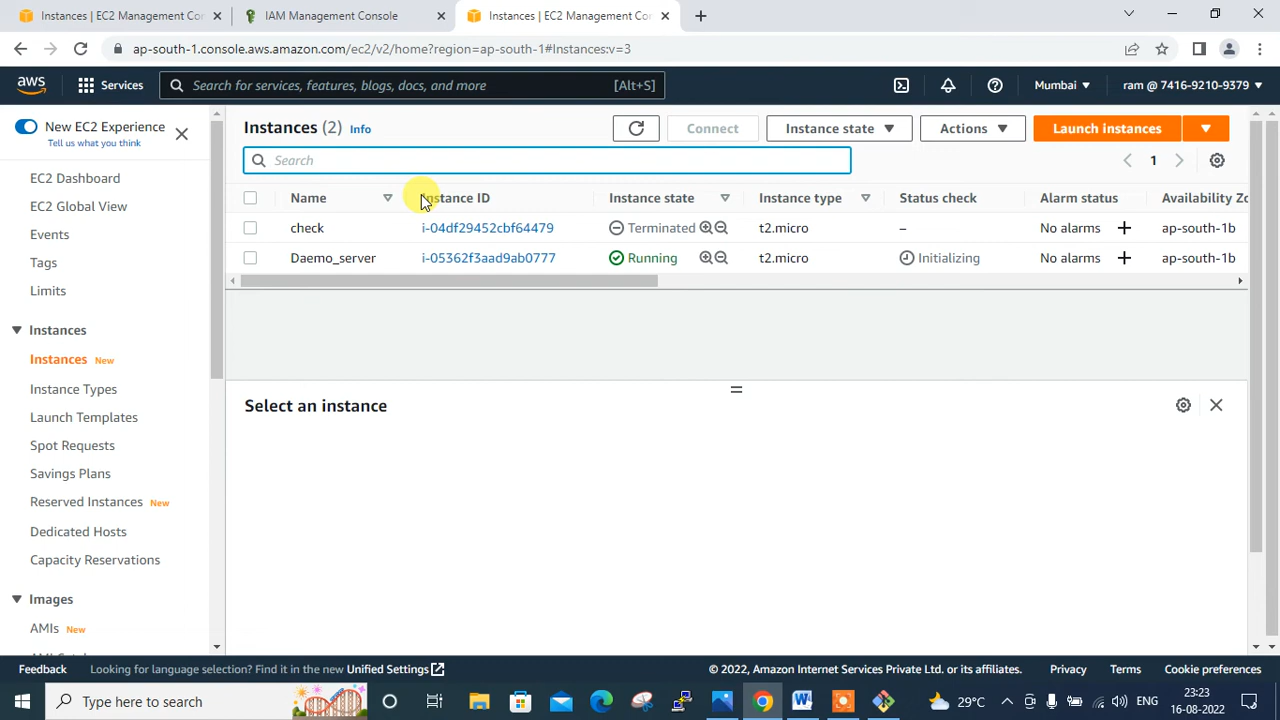 Instances | EC2 Management Cor
IAM Management Console
Instances | EC2 Management Cor
ap-south-1.console.aws.amazon.com/ec2/v2/home?region=ap-south-1#Instances:v=3
aws
Services
Search for services, features, blogs, docs, and more
[Alt+S]
Mumbai
ram @ 7416-9210-9379
New EC2 Experience
Tell us what you think
EC2 Dashboard
EC2 Global View
Events
Tags
Limits
Instances
Instances New
Instance Types
Launch Templates
Spot Requests
Savings Plans
Reserved Instances New
Dedicated Hosts
Capacity Reservations
Images
AMIs New
Instances (2) Info
Connect
Instance state
Actions
Launch instances
Search
1
Name Instance ID Instance state Instance type Status check Alarm status Availability Zo
check i-04df29452cbf64479 Terminated t2.micro – No alarms + ap-south-1b
Daemo_server i-05362f3aad9ab0777 Running t2.micro Initializing No alarms + ap-south-1b
Select an instance
Feedback Looking for language selection? Find it in the new Unified Settings © 2022, Amazon Internet Services Private Ltd. or its affiliates. Privacy Terms Cookie preferences
Type here to search
29°C
ENG
23:23
16-08-2022